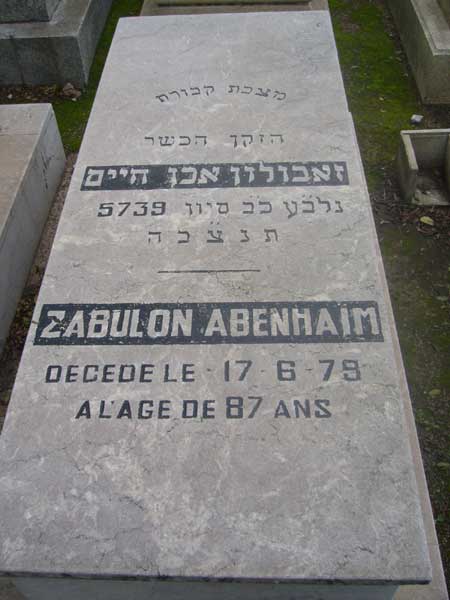 מצבת קבורת
הזקן הכשר
זאבולון אבן חיים
נלבע כב סיון 5739
תנצבה
ZABULON ABENHAIM
DECEDE LE - 17 - 6 - 79
A L'AGE DE 87 ANS